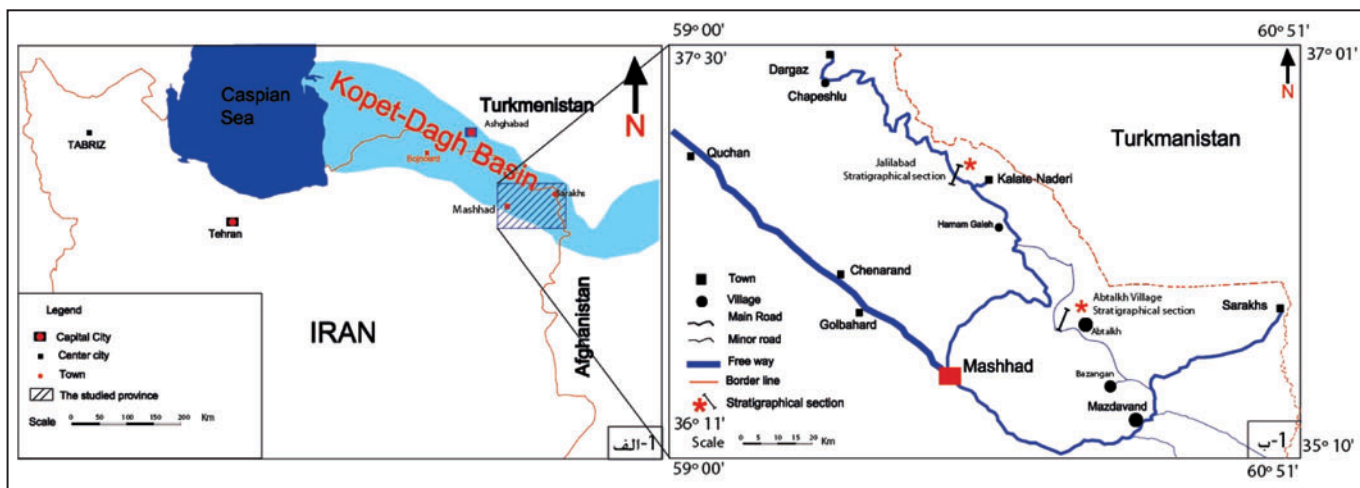 Caspian
Sea
Kopet-Dagh Basin
Turkmenistan
Ashghabad
N
TABRIZ
Bojnoerd
Sarakhs
Mashhad
Tehran
IRAN
Afghanistan
Legend
Capital City
Center city
Town
The studied province
Scale
0 50 100 150 200
Km
1-الف
59° 00'
37° 30'
60° 51'
37° 01'
N
Dargaz
Chapeshlu
Turkmanistan
Quchan
Jalilabad
Stratigraphical section
Kalate-Naderi
Hamam Galeh
Chenarand
Golbahard
Abtalkh Village
Stratigraphical section
Sarakhs
Abtalkh
Mashhad
Bazangan
Mazdavand
Town
Village
Main Road
Minor road
Free way
Border line
Stratigraphical section
36° 11'
Scale
0 5 10 15 20
Km
59° 00'
1-ب
35° 10'
60° 51'